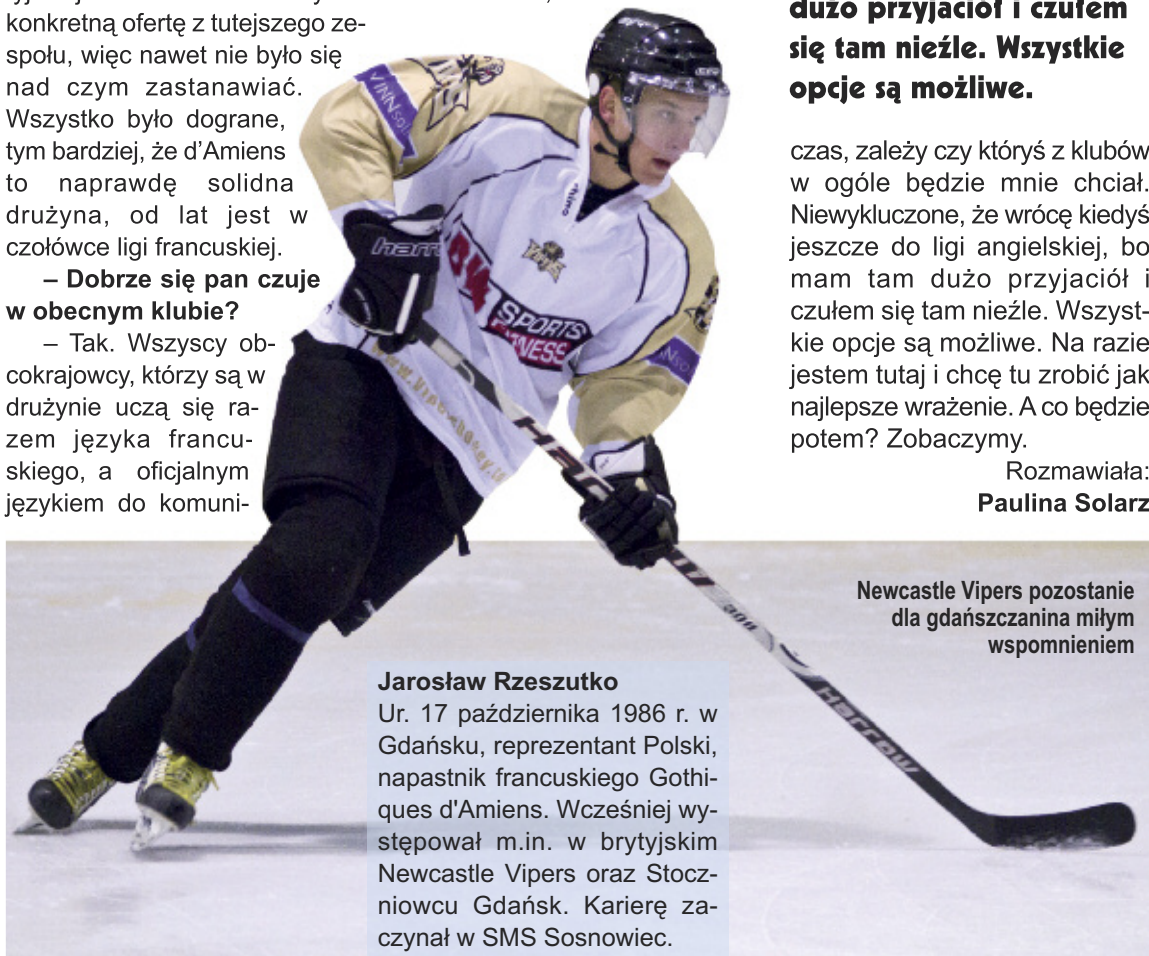 konkretną ofertę z tutejszego ze-
społu, więc nawet nie było się
nad czym zastanawiać.
Wszystko było dograne,
tym bardziej, że d’Amiens
to naprawdę solidna
drużyna, od lat jest w
czołówce ligi francuskiej.
– Dobrze się pan czuje
w obecnym klubie?
– Tak. Wszyscy ob-
cokrajowcy, którzy są w
drużynie uczą się ra-
zem języka francu-
skiego, a oficjalnym
językiem do komuni-
dużo przyjaciół i czułem
się tam nieźle. Wszystkie
opcje są możliwe.
czas, zależy czy któryś z klubów
w ogóle będzie mnie chciał.
Niewykluczone, że wrócę kiedyś
jeszcze do ligi angielskiej, bo
mam tam dużo przyjaciół i
czułem się tam nieźle. Wszyst-
kie opcje są możliwe. Na razie
jestem tutaj i chcę tu zrobić jak
najlepsze wrażenie. A co będzie
potem? Zobaczymy.
Rozmawiała:
Paulina Solarz
Newcastle Vipers pozostanie
dla gdańszczanina miłym
wspomnieniem
Jarosław Rzeszutko
Ur. 17 października 1986 r. w
Gdańsku, reprezentant Polski,
napastnik francuskiego Gothi-
ques d'Amiens. Wcześniej wy-
stępował m.in. w brytyjskim
Newcastle Vipers oraz Stocz-
niowcu Gdańsk. Karierę za-
czynał w SMS Sosnowiec.
SPORTS
Harrow